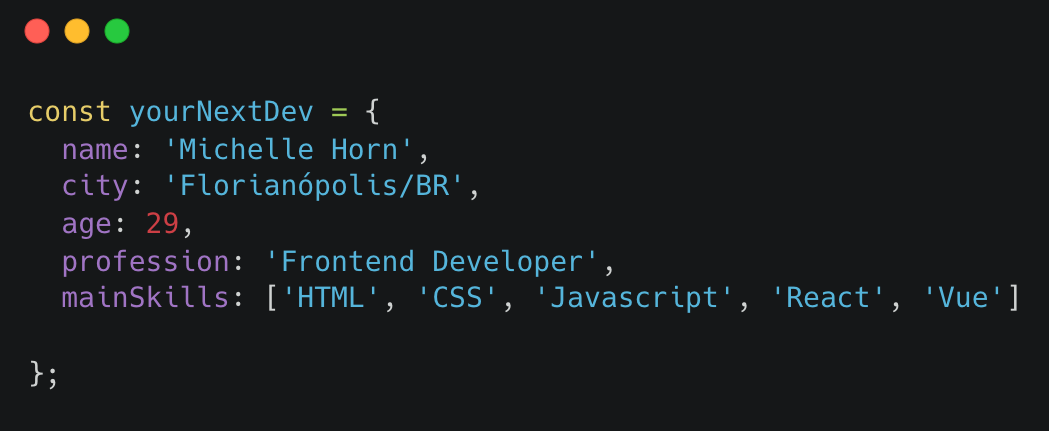 const yourNextDev = {
  name: 'Michelle Horn',
  city: 'Florianópolis/BR',
  age: 29,
  profession: 'Frontend Developer',
  mainSkills: ['HTML', 'CSS', 'Javascript', 'React', 'Vue']
};